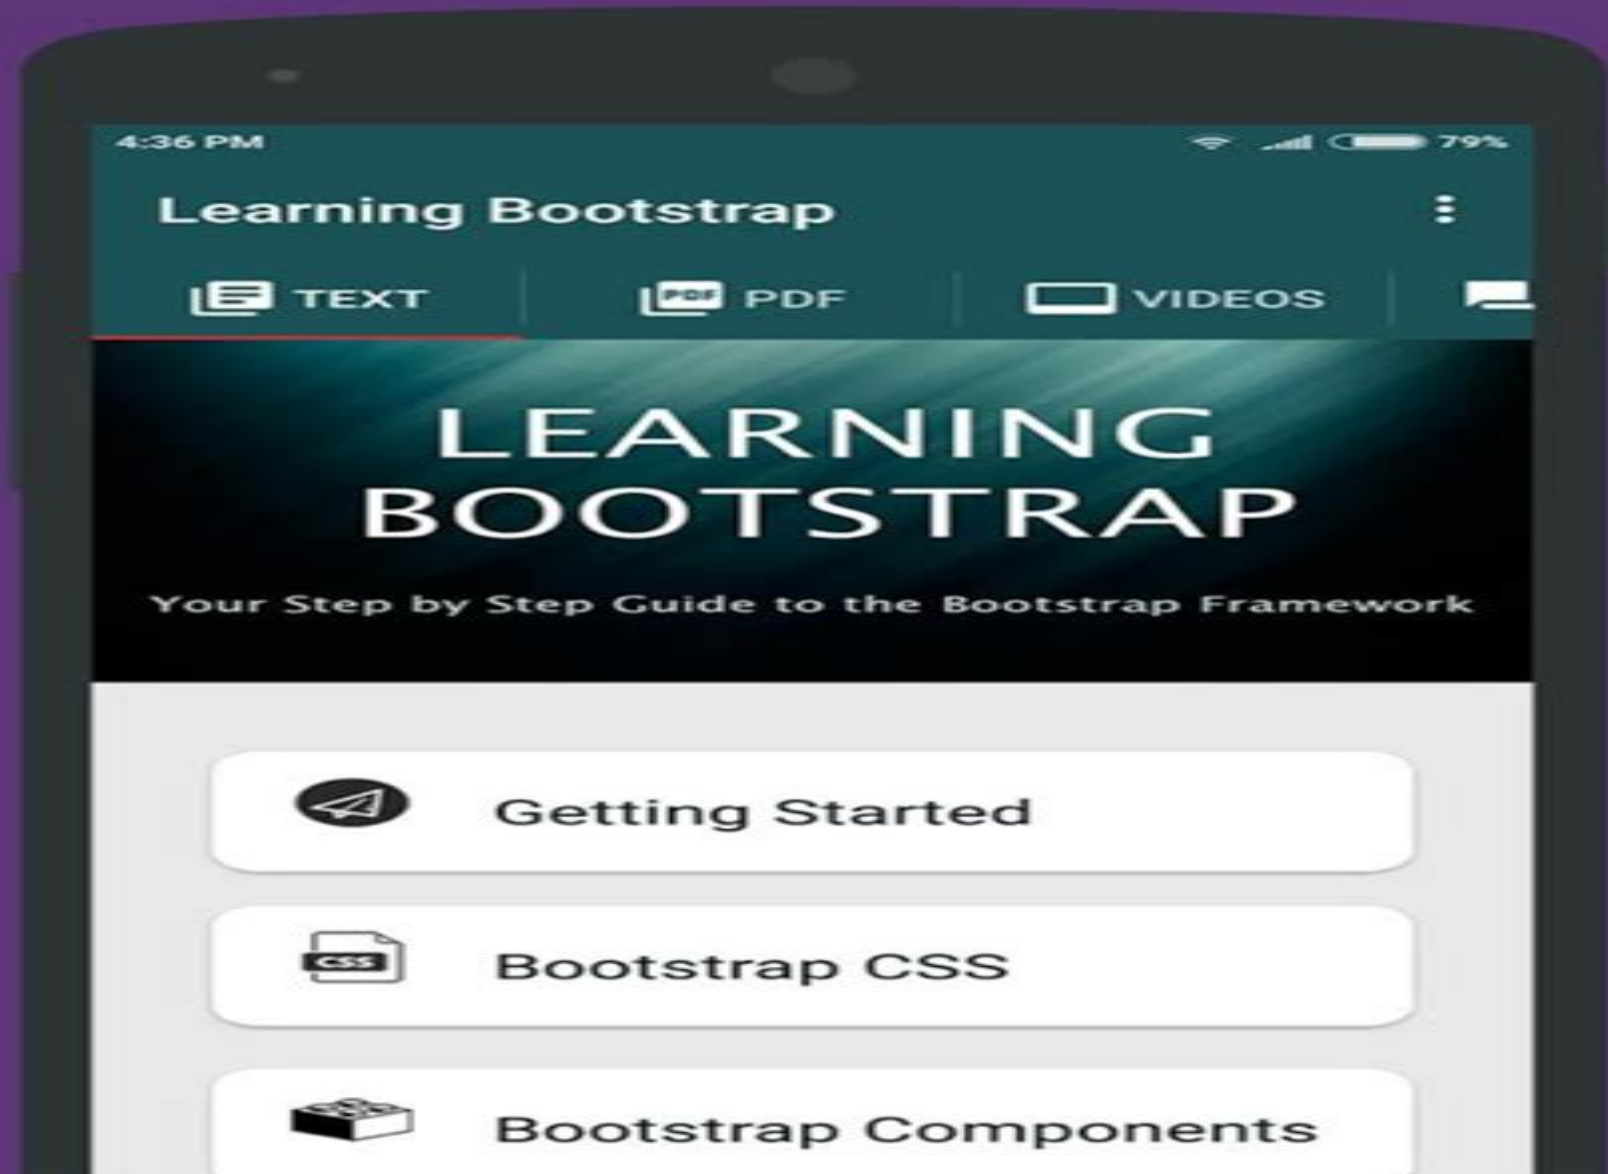 4:36 PM 79%
Learning Bootstrap
TEXT PDF PDF VIDEOS
LEARNING
BOOTSTRAP
Your Step by Step Guide to the Bootstrap Framework
Getting Started
CSS Bootstrap CSS
Bootstrap Components